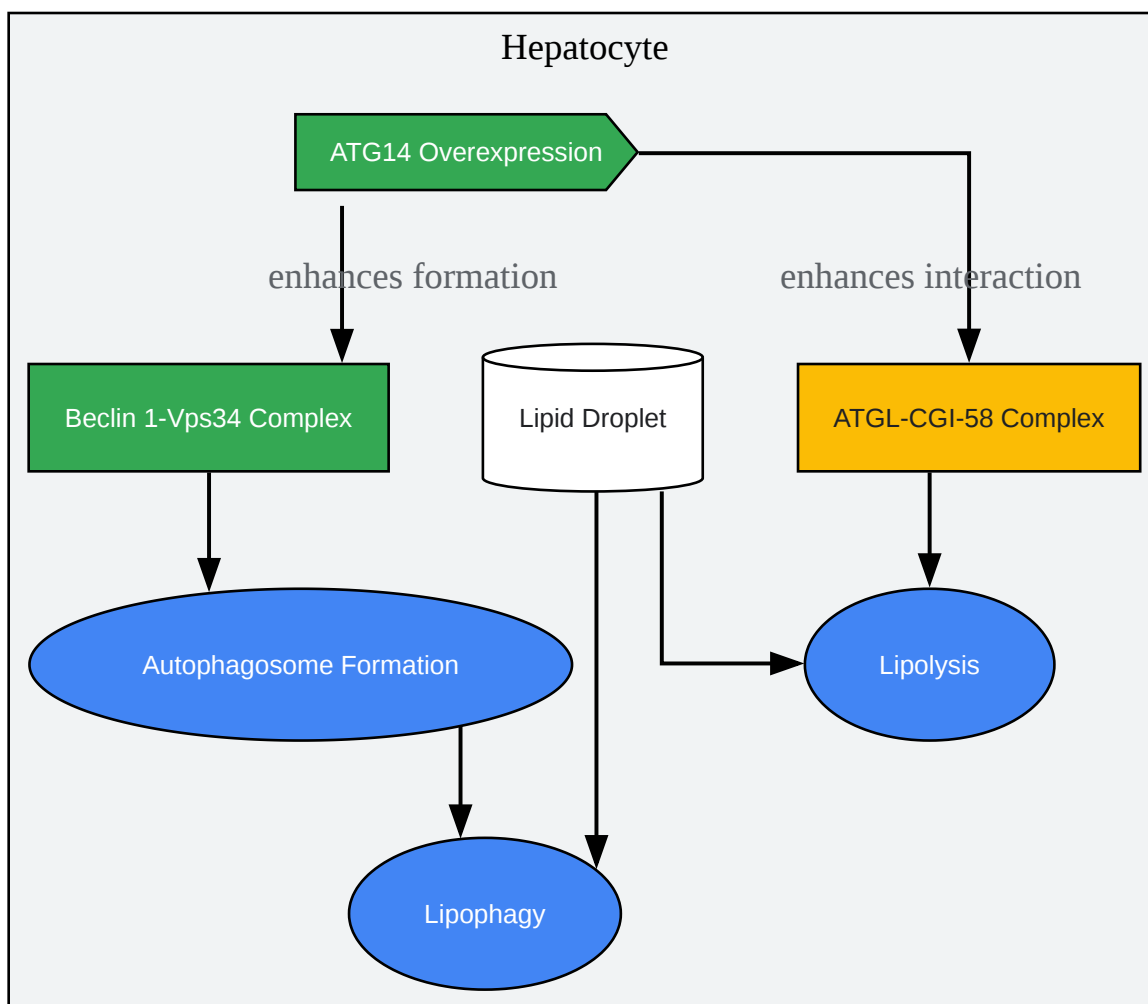 Hepatocyte
ATG14 Overexpression
enhances formation
enhances interaction
Beclin 1-Vps34 Complex
Lipid Droplet
ATGL-CGI-58 Complex
Autophagosome Formation
Lipolysis
Lipophagy